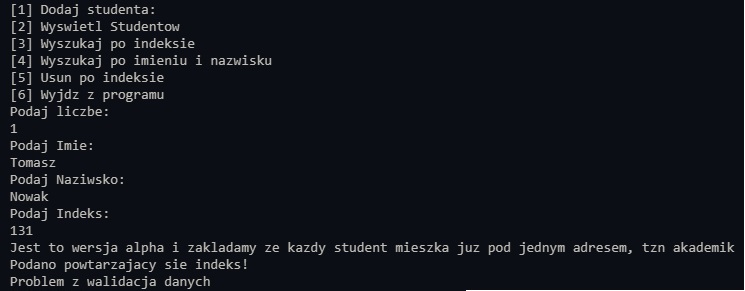 [1] Dodaj studenta:
[2] Wyswietl Studentow
[3] Wyszukaj po indeksie
[4] Wyszukaj po imieniu i nazwisku
[5] Usun po indeksie
[6] Wyjdz z programu
Podaj liczbe:
1
Podaj Imie:
Tomasz
Podaj Naziwsko:
Nowak
Podaj Indeks:
131
Jest to wersja alpha i zakladamy ze kazdy student mieszka juz pod jednym adresem, tzn akademik
Podano powtarzajacy sie indeks!
Problem z walidacja danych